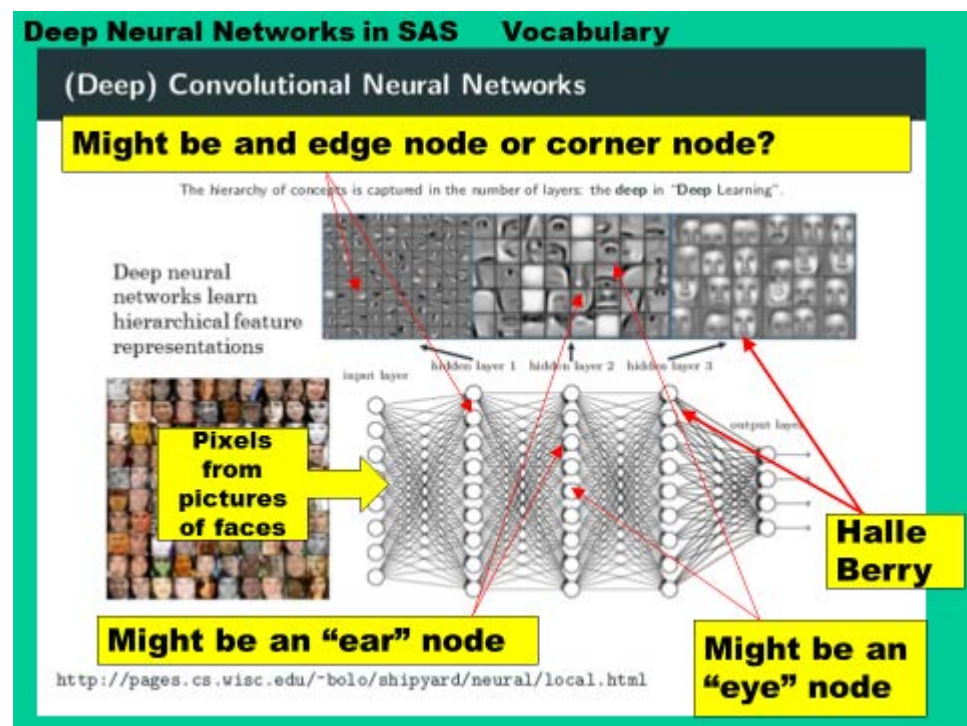 Deep Neural Networks in SAS Vocabulary
(Deep) Convolutional Neural Networks
Might be and edge node or corner node?
The hierarchy of concepts is captured in the number of layers: the deep in "Deep Learning".
Deep neural
networks learn
hierarchical feature
representations
input layer
hidden layer 1 hidden layer 2 hidden layer 3
output layer
Pixels
from
pictures
of faces
Halle
Berry
Might be an “ear” node
Might be an
“eye” node
http://pages.cs.wisc.edu/~bolo/shipyard/neural/local.html